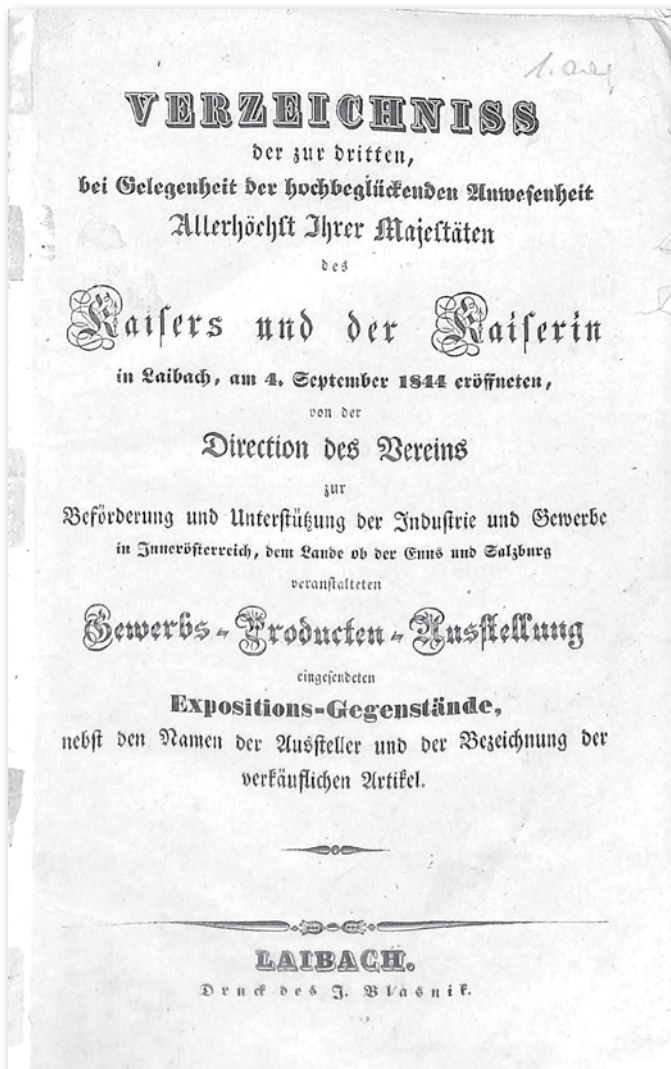 VERZEICHNISS
der zur dritten,
bei Gelegenheit der hochbeglückenden Anwesenheit
Allerhöchst Ihrer Majestäten
des
Kaisers und der Kaiserin
in Laibach, am 4. September 1844 eröffneten,
von der
Direction des Vereins
zur
Beförderung und Unterstützung der Industrie und Gewerbe
in Innerösterreich, dem Lande ob der Enns und Salzburg
veranstalteten
Gewerbs-Producten-Ausstellung
eingesendeten
Expositions-Gegenstände,
nebst den Namen der Aussteller und der Bezeichnung der
verkäuflichen Artikel.
LAIBACH.
Druck des J. Blasnik.